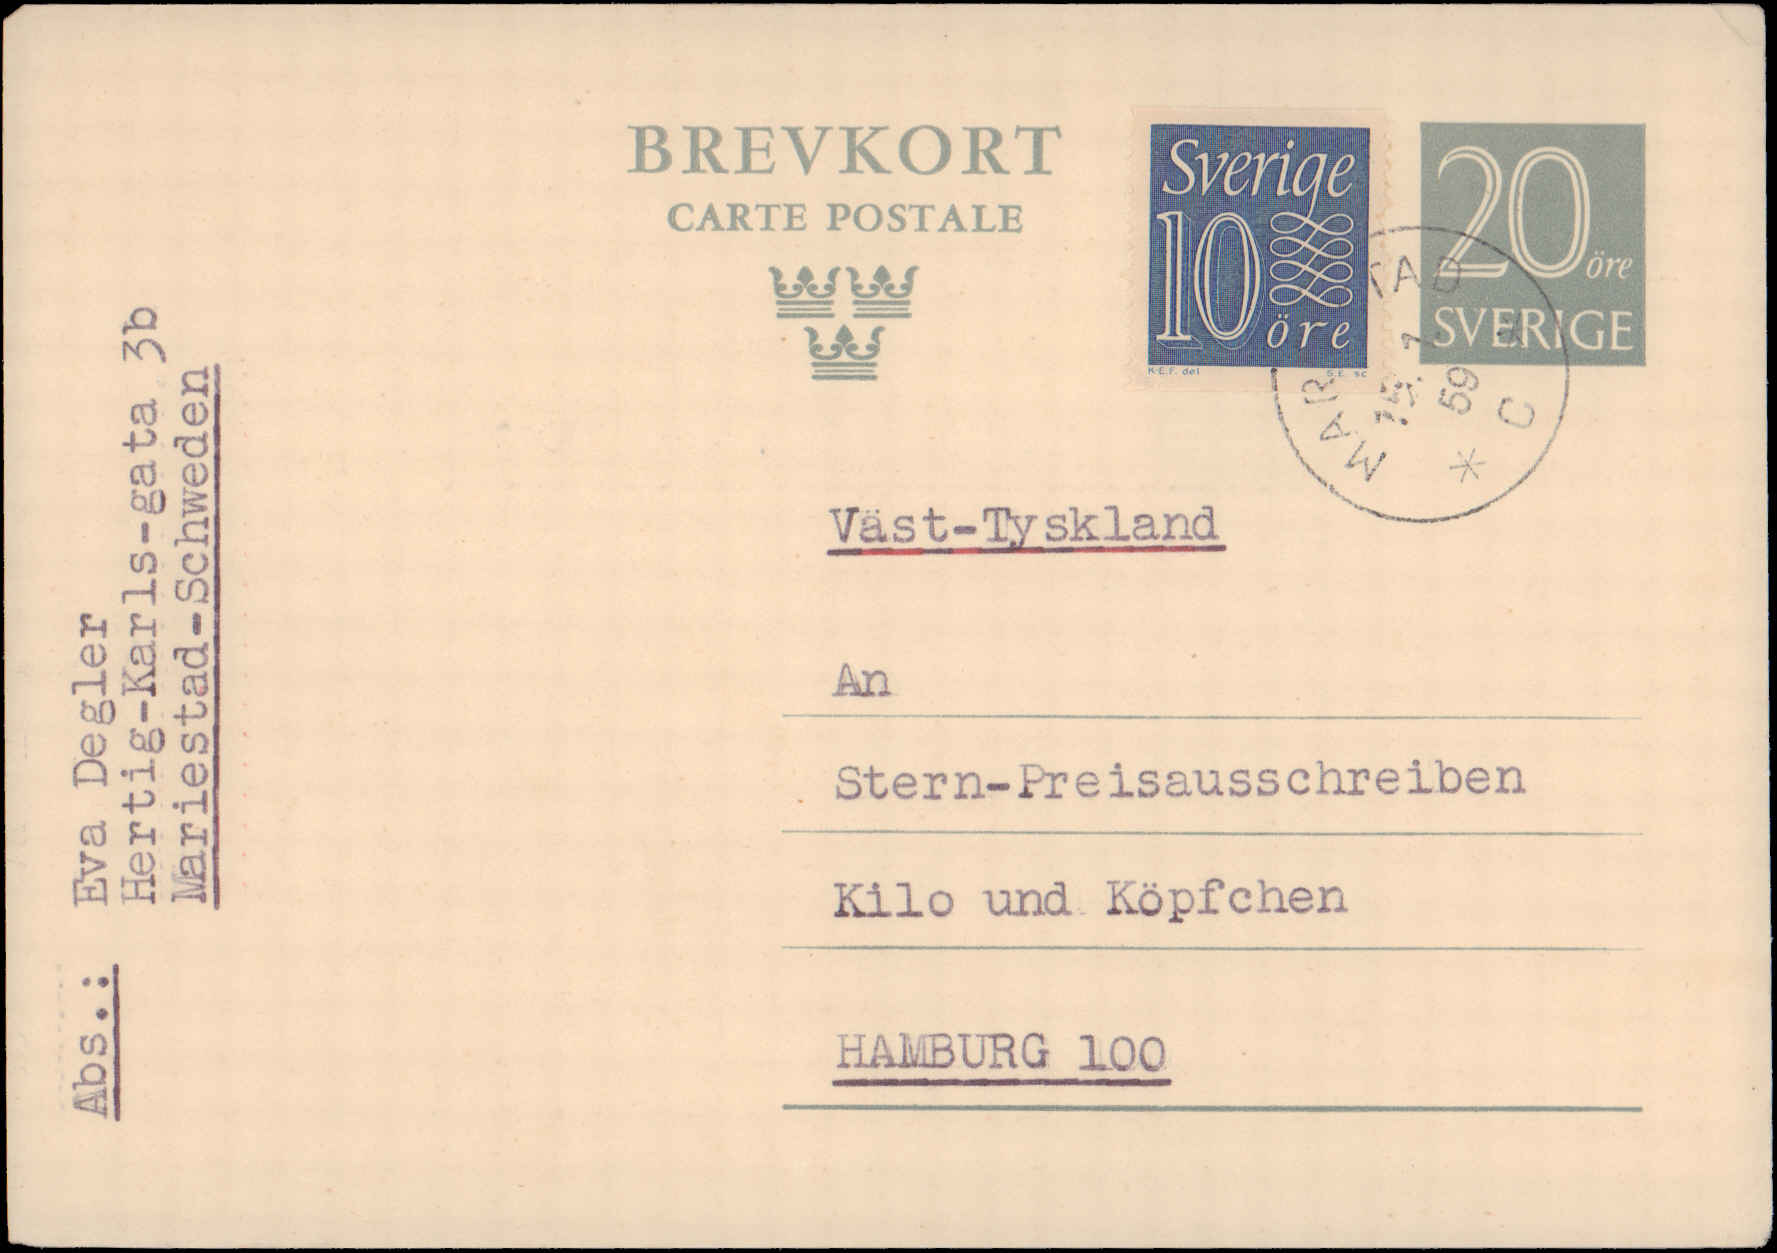 BREVKORT
CARTE POSTALE
Sverige
10 öre
K.E.F. del S.E. sc
20 öre
SVERIGE
59
C
Väst-Tyskland
An
Stern-Preisausschreiben
Kilo und Köpfchen
HAMBURG 100
Abs.: Eva Degler
Hertig-Karls-gata 3b
Mariestad-Schweden